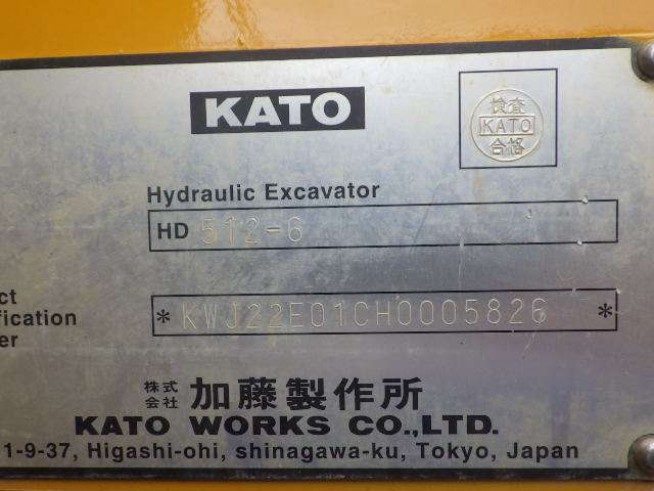 KATO
検査
KATO
合格
Hydraulic Excavator
HD 512-6
ct
fication
er
*KWJ22E01CH0005826*
株式
会社 加藤製作所
KATO WORKS CO.,LTD.
1-9-37, Higashi-ohi, shinagawa-ku, Tokyo, Japan